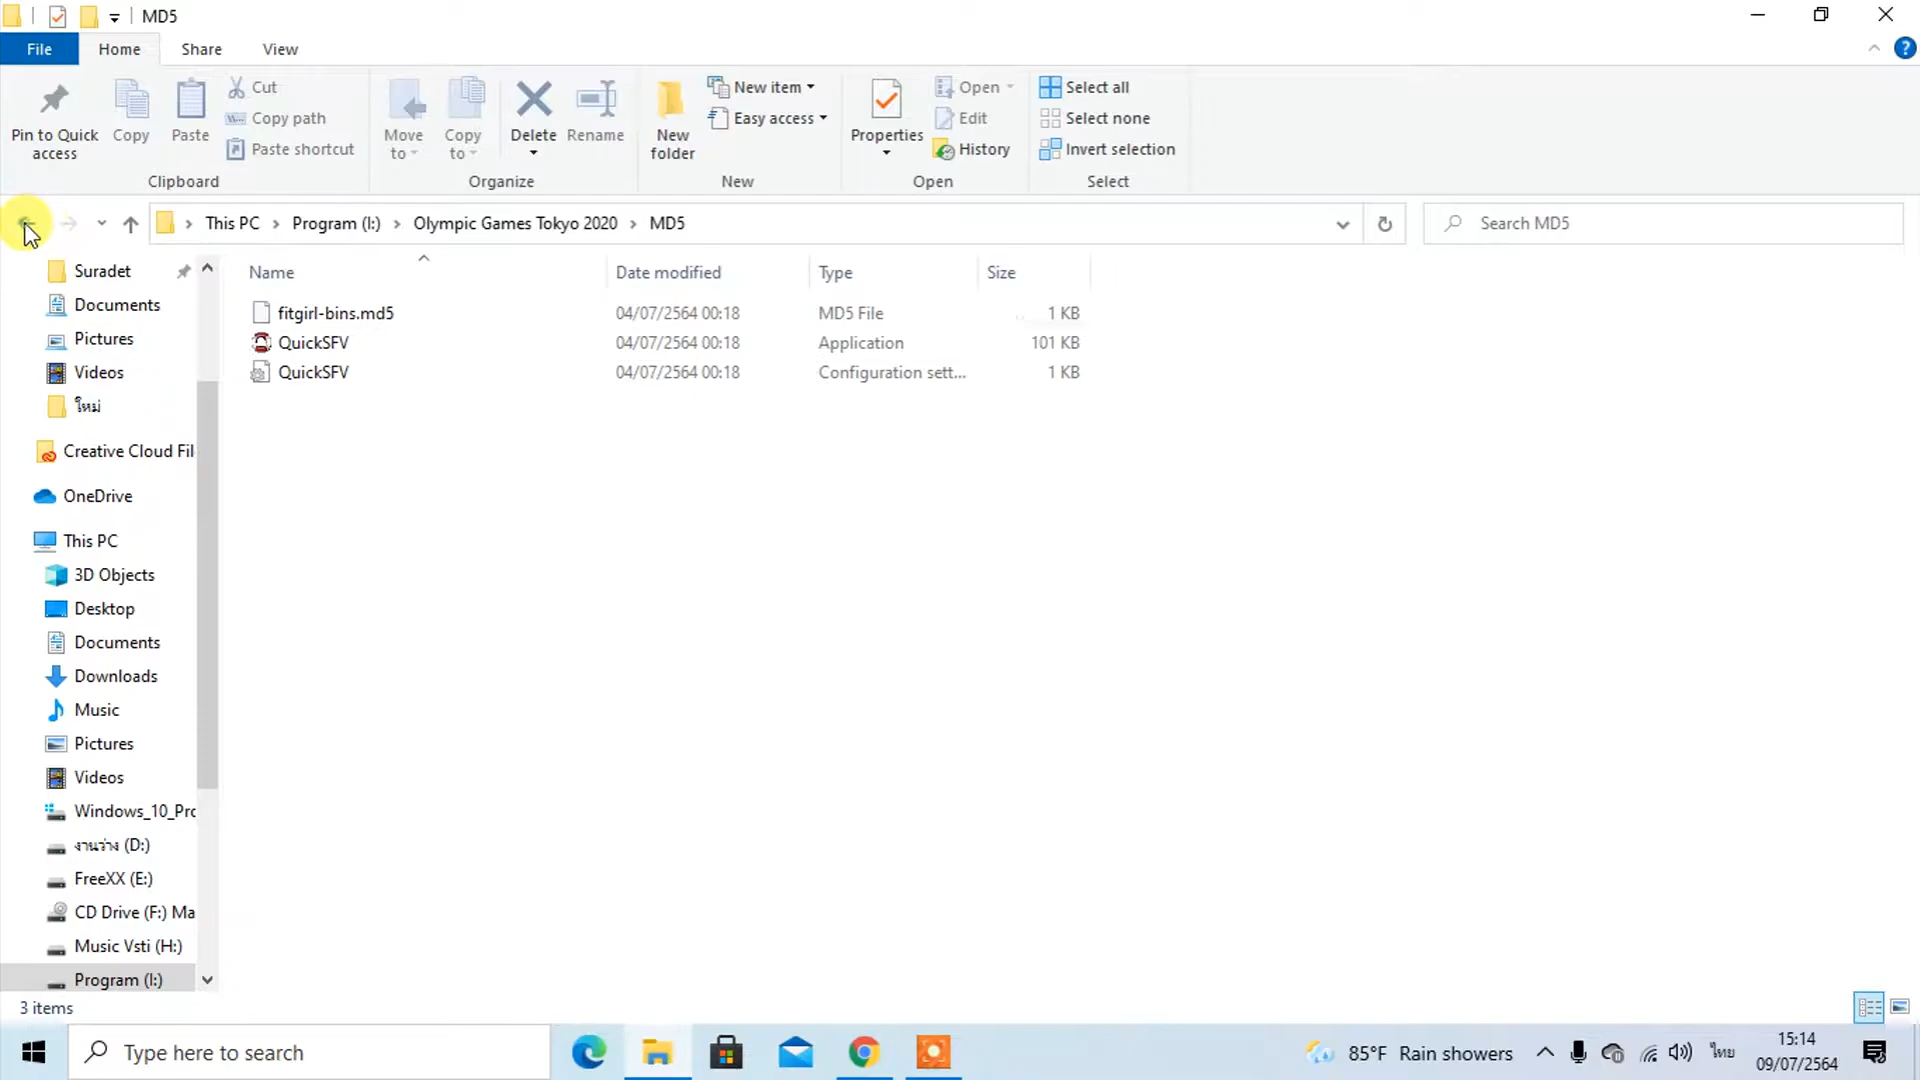 MD5
File Home Share View
Pin to Quick access
Copy
Paste
Cut
Copy path
Paste shortcut
Clipboard
Move to
Copy to
Delete
Rename
Organize
New folder
New item
Easy access
New
Properties
Open
Edit
History
Open
Select all
Select none
Invert selection
Select
This PC › Program (I:) › Olympic Games Tokyo 2020 › MD5
Search MD5
Suradet
Documents
Pictures
Videos
ใหม่
Creative Cloud Fil
OneDrive
This PC
3D Objects
Desktop
Documents
Downloads
Music
Pictures
Videos
Windows_10_Pro
งานว่าง (D:)
FreeXX (E:)
CD Drive (F:) Ma
Music Vsti (H:)
Program (I:)
Name Date modified Type Size
fitgirl-bins.md5 04/07/2564 00:18 MD5 File 1 KB
QuickSFV 04/07/2564 00:18 Application 101 KB
QuickSFV 04/07/2564 00:18 Configuration sett... 1 KB
3 items
Type here to search
85°F Rain showers
ไทย
15:14
09/07/2564